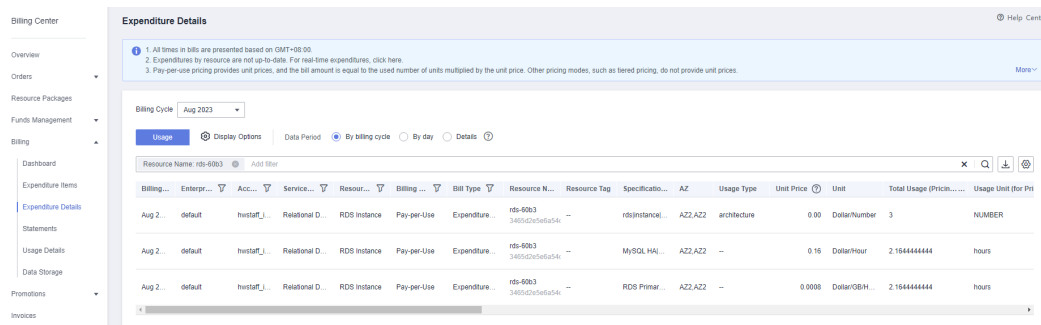 Billing Center
Expenditure Details
Help Cent
Overview
Orders
Resource Packages
Funds Management
Billing
Dashboard
Expenditure Items
Expenditure Details
Statements
Usage Details
Data Storage
Promotions
Invoices
1. All times in bills are presented based on GMT+08:00.
2. Expenditures by resource are not up-to-date. For real-time expenditures, click here.
3. Pay-per-use pricing provides unit prices, and the bill amount is equal to the used number of units multiplied by the unit price. Other pricing modes, such as tiered pricing, do not provide unit prices.
More
Billing Cycle Aug 2023
Usage Display Options Data Period By billing cycle By day Details
Resource Name: rds-60b3 Add filter
Billing... Enterpr... Acc... Service... Resour... Billing ... Bill Type Resource N... Resource Tag Specificatio... AZ Usage Type Unit Price Unit Total Usage (Pricin... ... Usage Unit (for Pri
Aug 2... default hwstaff_i... Relational D... RDS Instance Pay-per-Use Expenditure... rds-60b3 -- rds|instance|... AZ2,AZ2 architecture 0.00 Dollar/Number 3 NUMBER
3465d2e5e6a54c
Aug 2... default hwstaff_i... Relational D... RDS Instance Pay-per-Use Expenditure... rds-60b3 -- MySQL HA|... AZ2,AZ2 -- 0.16 Dollar/Hour 2.1644444444 hours
3465d2e5e6a54c
Aug 2... default hwstaff_i... Relational D... RDS Instance Pay-per-Use Expenditure... rds-60b3 -- RDS Primar... AZ2,AZ2 -- 0.0008 Dollar/GB/H... 2.1644444444 hours
3465d2e5e6a54c